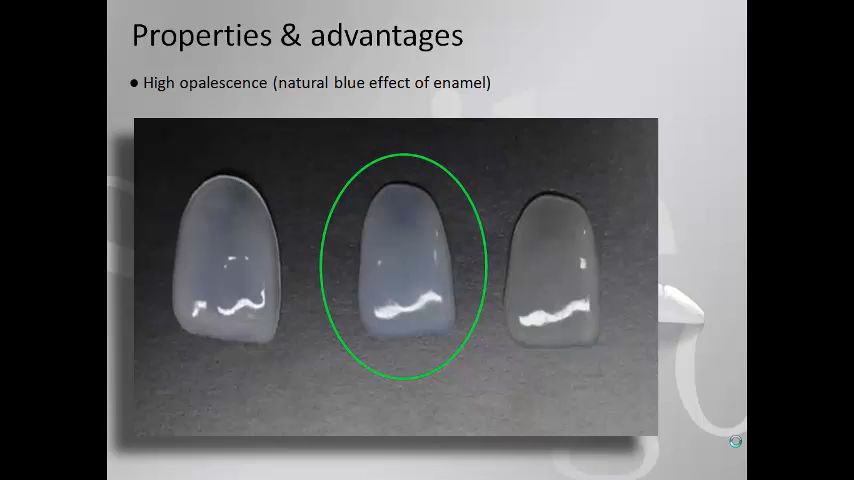 Properties & advantages
● High opalescence (natural blue effect of enamel)